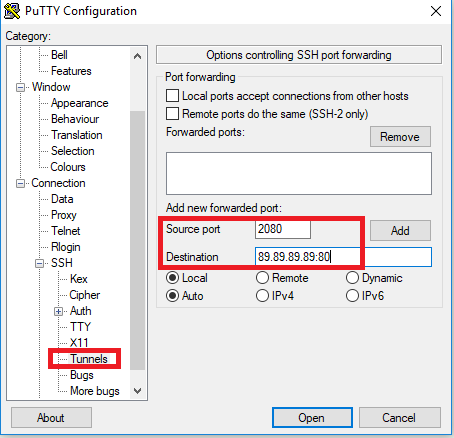 PuTTY Configuration
Category:
Bell
Features
Window
Appearance
Behaviour
Translation
Selection
Colours
Connection
Data
Proxy
Telnet
Rlogin
SSH
Kex
Cipher
Auth
TTY
X11
Tunnels
Bugs
More bugs
Options controlling SSH port forwarding
Port forwarding
Local ports accept connections from other hosts
Remote ports do the same (SSH-2 only)
Forwarded ports:
Remove
Add new forwarded port:
Source port 2080 Add
Destination 89.89.89.89:80
Local Remote Dynamic
Auto IPv4 IPv6
About Open Cancel